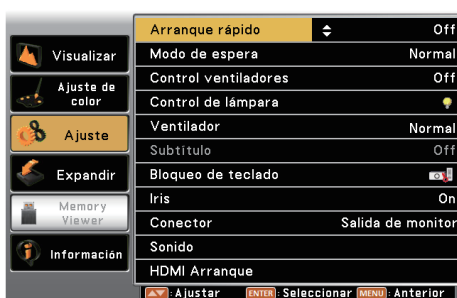 Visualizar
Ajuste de
color
Ajuste
Expandir
Memory
Viewer
Información
Arranque rápido Off
Modo de espera Normal
Control ventiladores Off
Control de lámpara
Ventilador Normal
Subtítulo Off
Bloqueo de teclado
Iris On
Conector Salida de monitor
Sonido
HDMI Arranque
:Ajustar ENTER :Seleccionar MENU :Anterior